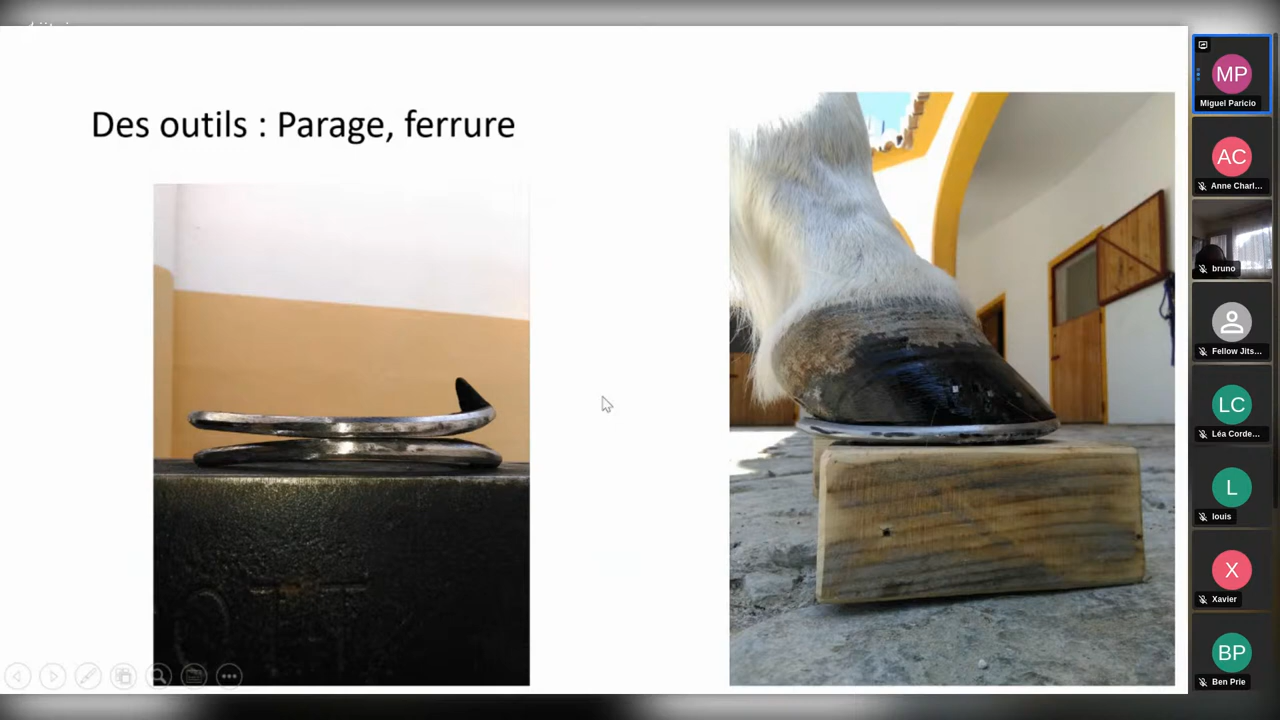 Des outils : Parage, ferrure
MP
Miguel Paricio
AC
Anne Charl...
bruno
Fellow Jits...
LC
Léa Corde...
L
louis
X
Xavier
BP
Ben Prie